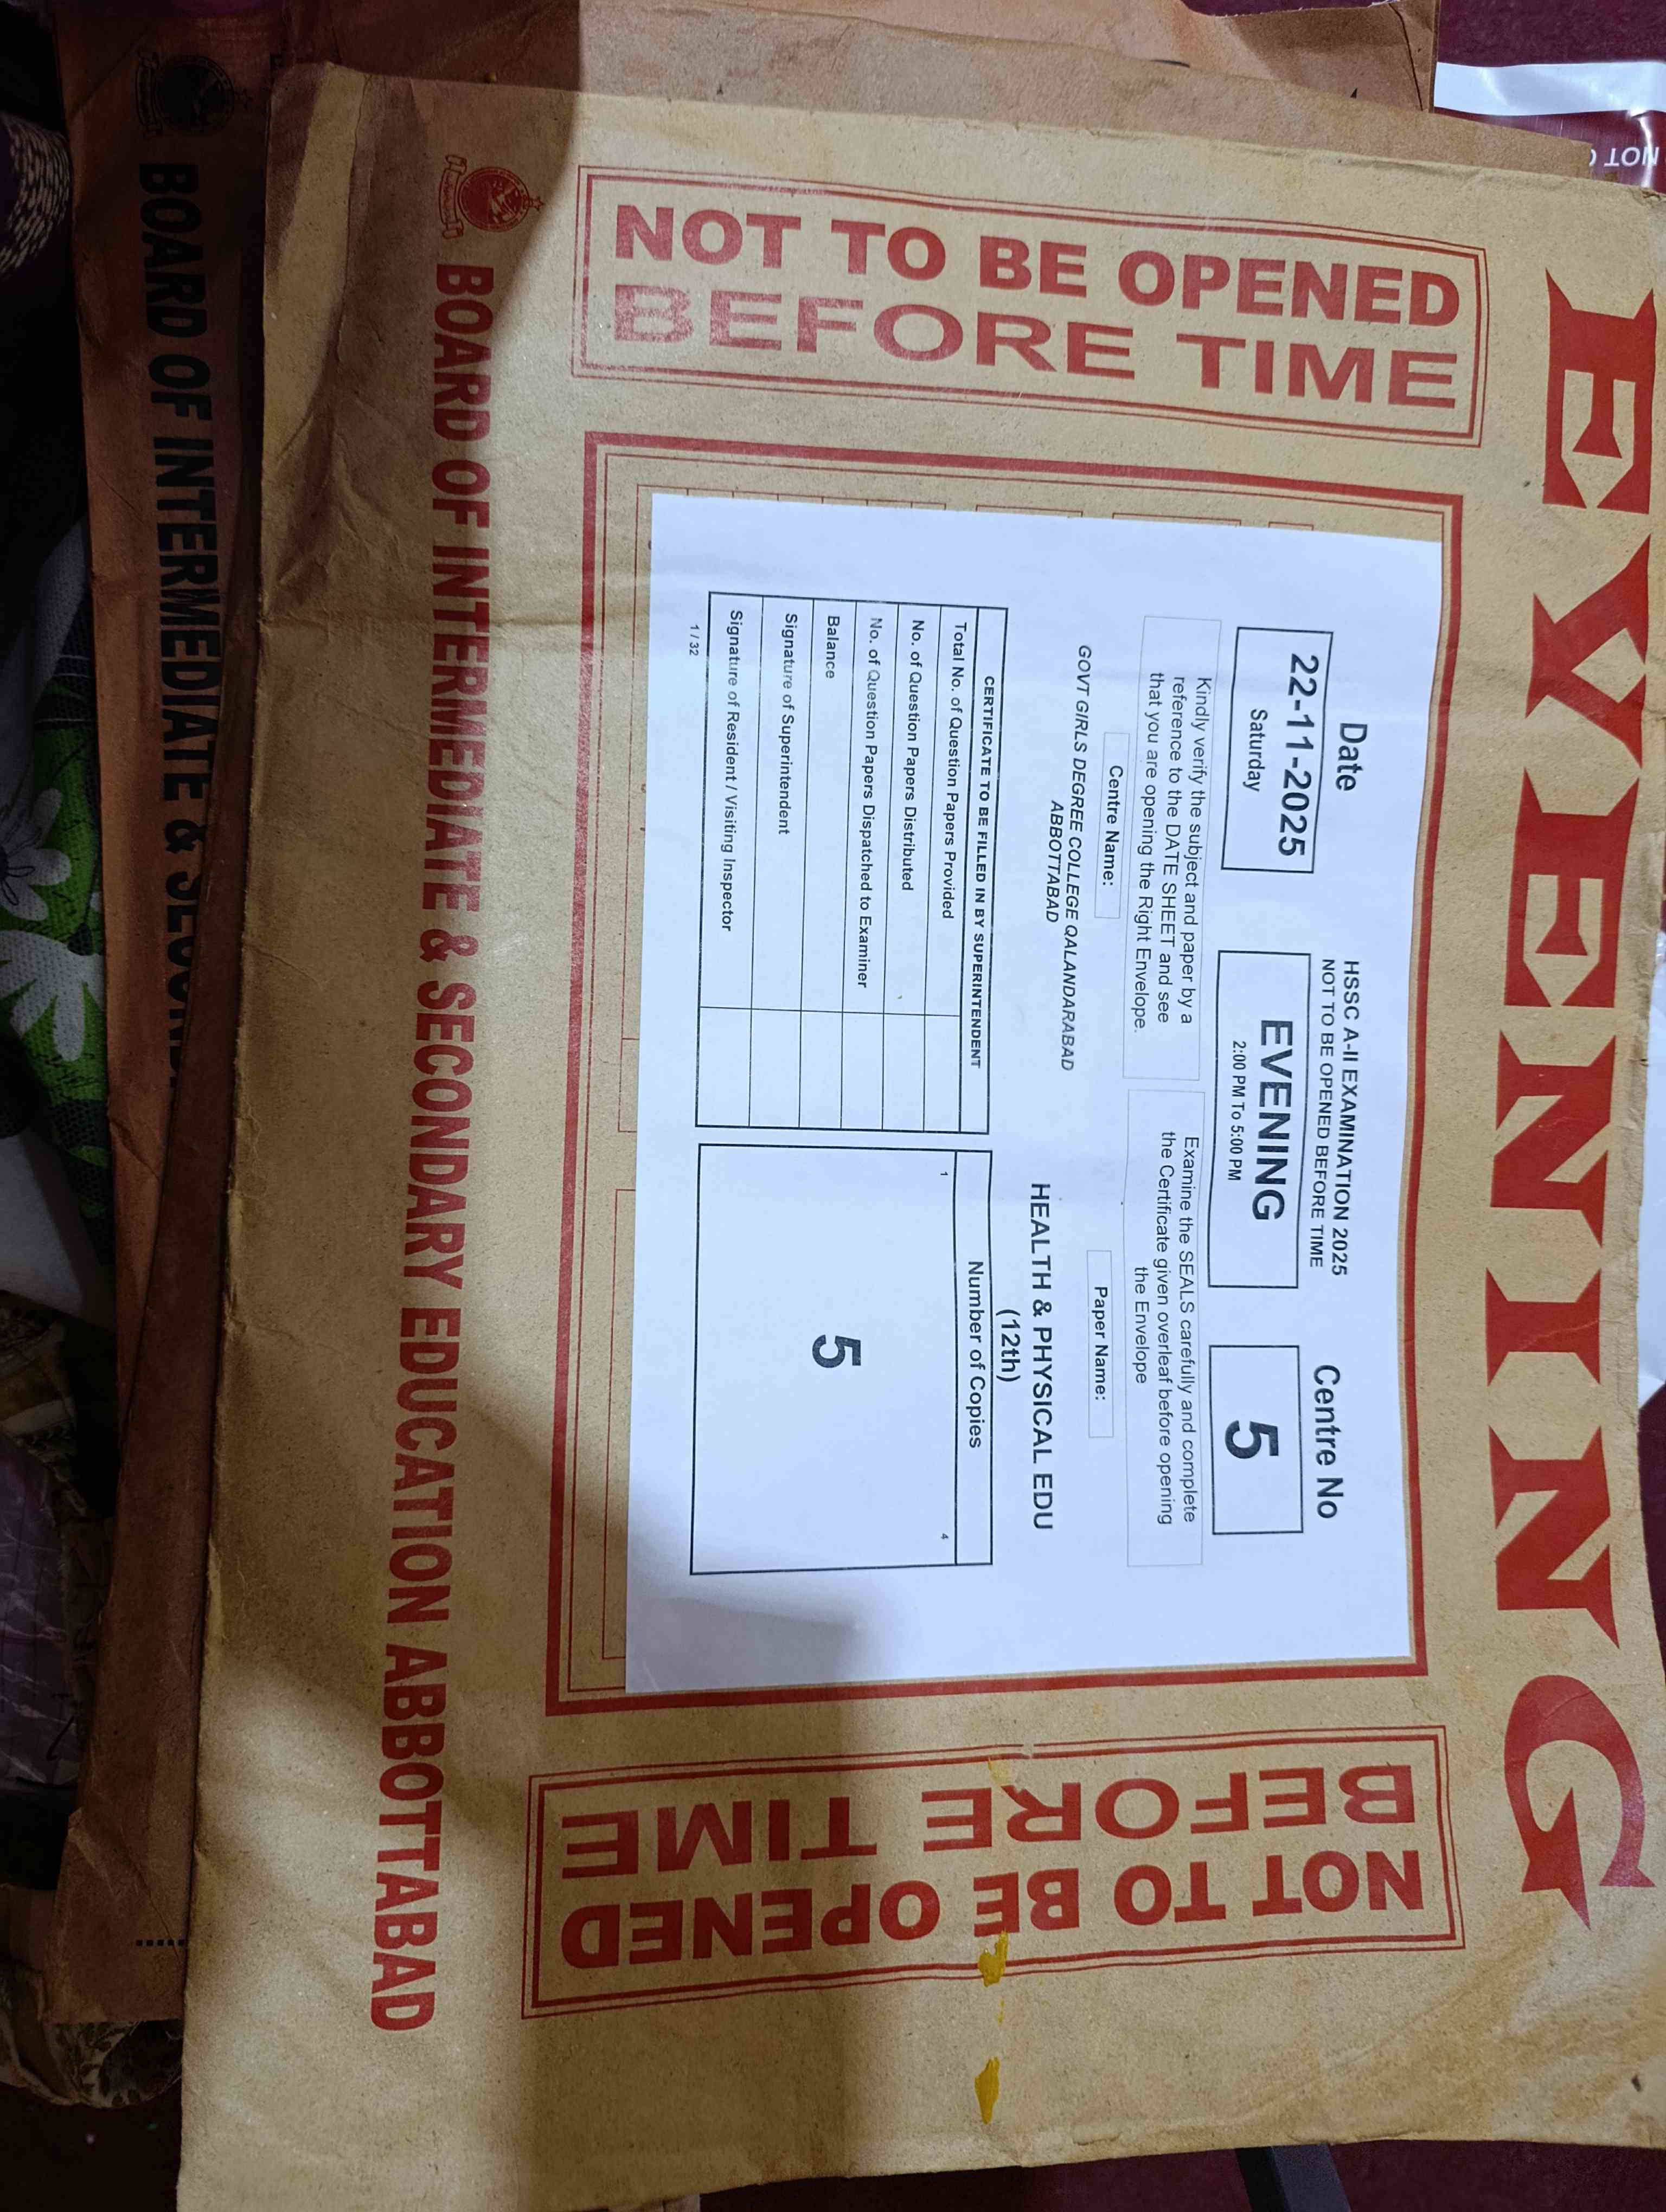 EVENING
NOT TO BE OPENED
BEFORE TIME
Date
22-11-2025
Saturday
HSSC A-II EXAMINATION 2025
NOT TO BE OPENED BEFORE TIME
EVENING
2:00 PM To 5:00 PM
Centre No
5
Kindly verify the subject and paper by a
reference to the DATE SHEET and see
that you are opening the Right Envelope.
Examine the SEALS carefully and complete
the Certificate given overleaf before opening
the Envelope
Centre Name:
GOVT GIRLS DEGREE COLLEGE QALANDARABAD
ABBOTTABAD
Paper Name:
HEALTH & PHYSICAL EDU
(12th)
CERTIFICATE TO BE FILLED IN BY SUPERINTENDENT
Total No. of Question Papers Provided
No. of Question Papers Distributed
No. of Question Papers Dispatched to Examiner
Balance
Signature of Superintendent
Signature of Resident / Visiting Inspector
1 / 32
Number of Copies
1
4
5
NOT TO BE OPENED
BEFORE TIME
BOARD OF INTERMEDIATE & SECONDARY EDUCATION ABBOTTABAD
BOARD OF INTERMEDIATE &
NOT